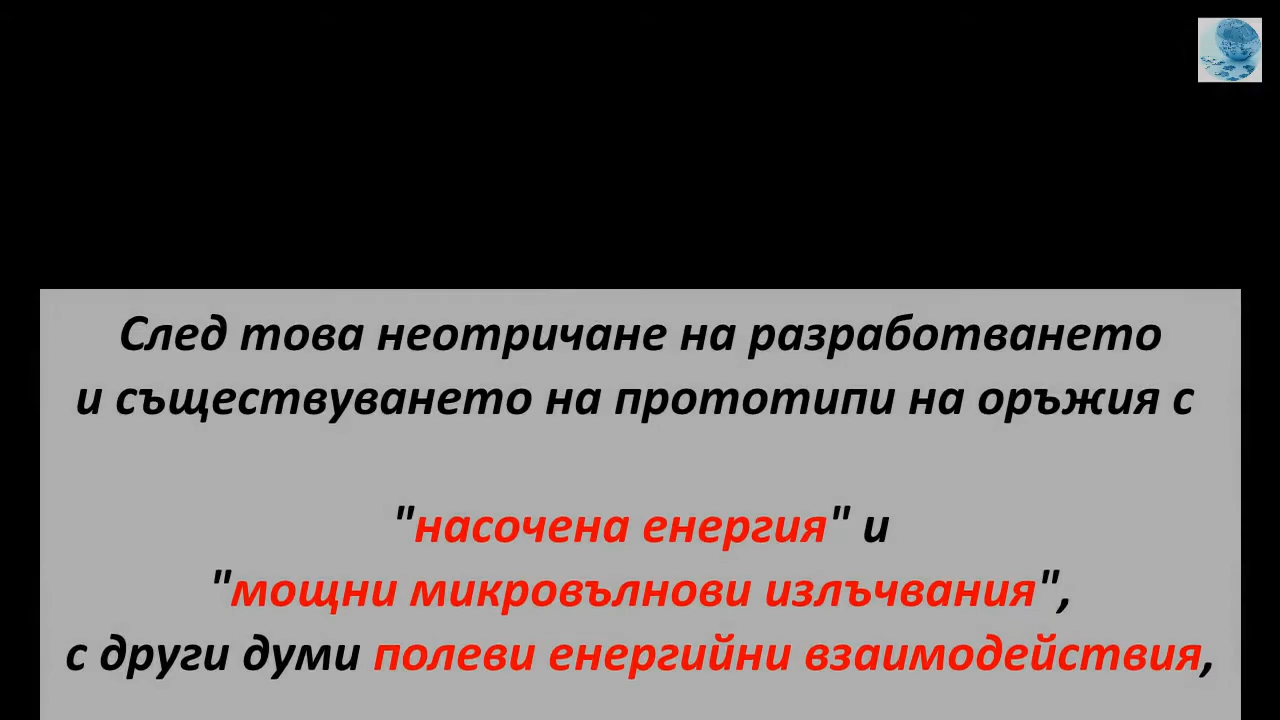 След това неотричане на разработването
и съществуването на прототипи на оръжия с
"насочена енергия" и
"мощни микровълнови излъчвания",
с други думи полеви енергийни взаимодействия,